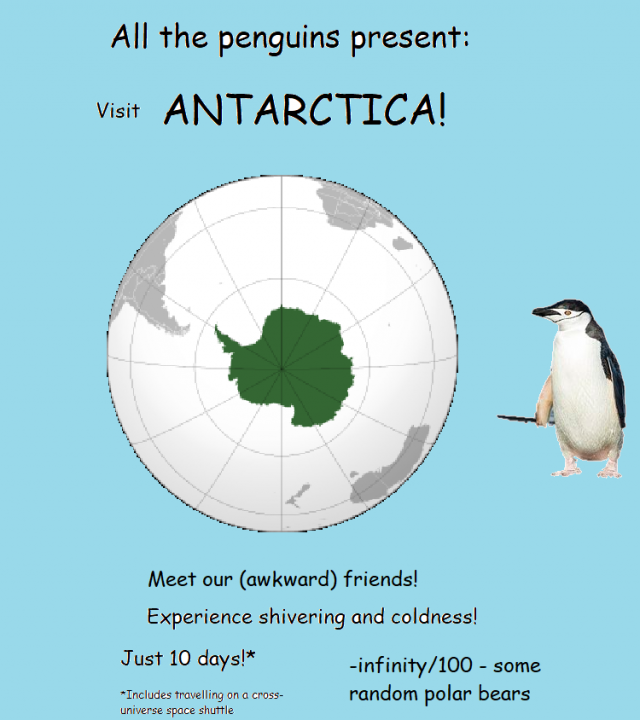 All the penguins present:
Visit ANTARCTICA!
Meet our (awkward) friends!
Experience shivering and coldness!
Just 10 days!*
*Includes travelling on a cross-
universe space shuttle
-infinity/100 - some
random polar bears